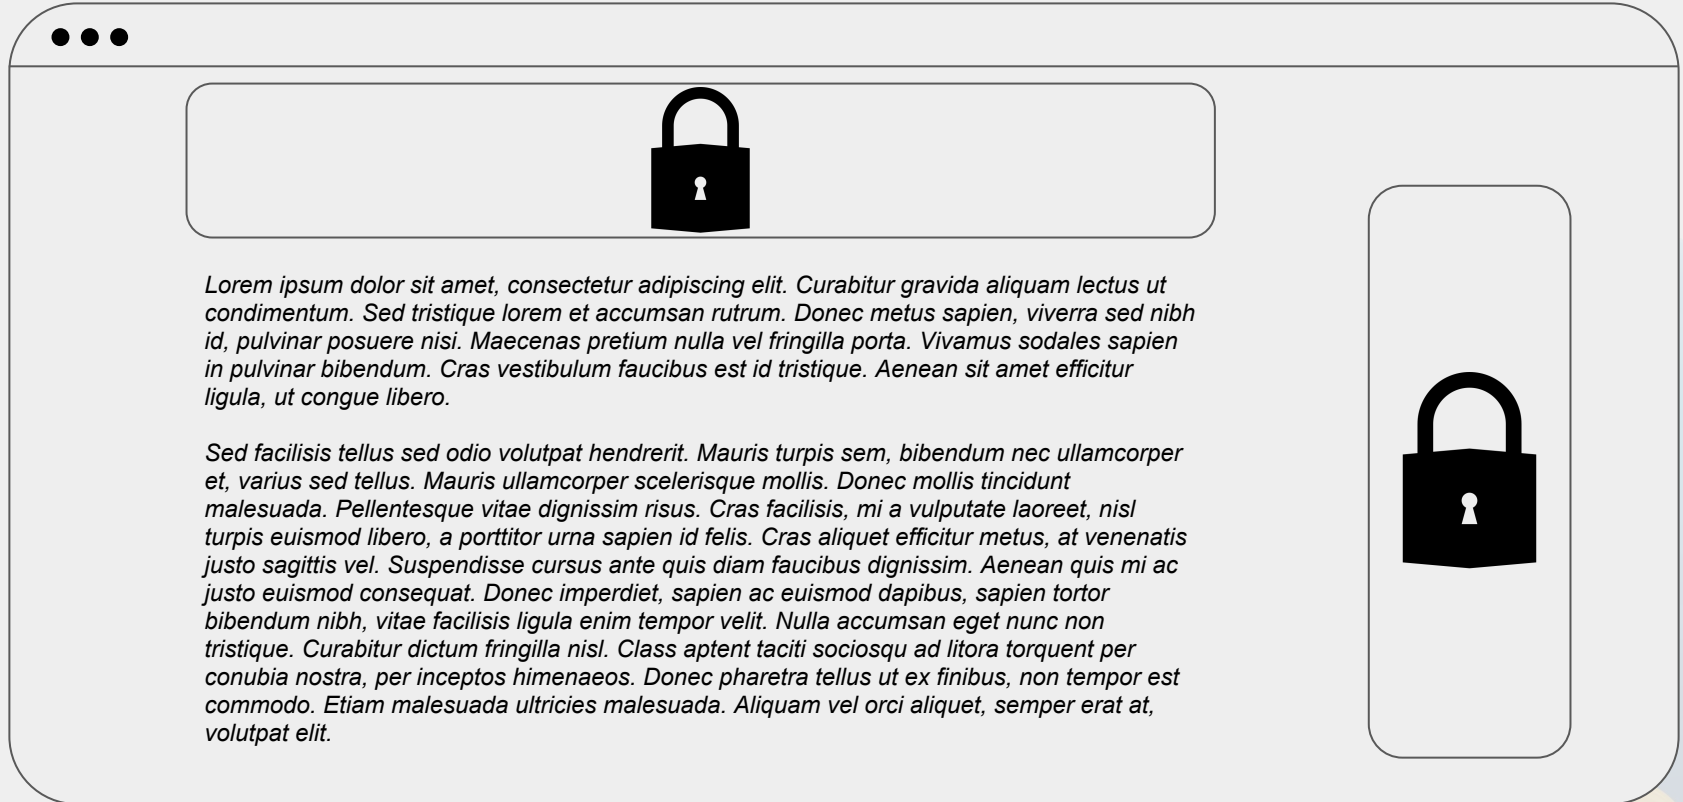 Lorem ipsum dolor sit amet, consectetur adipiscing elit. Curabitur gravida aliquam lectus ut
condimentum. Sed tristique lorem et accumsan rutrum. Donec metus sapien, viverra sed nibh
id, pulvinar posuere nisi. Maecenas pretium nulla vel fringilla porta. Vivamus sodales sapien
in pulvinar bibendum. Cras vestibulum faucibus est id tristique. Aenean sit amet efficitur
ligula, ut congue libero.
Sed facilisis tellus sed odio volutpat hendrerit. Mauris turpis sem, bibendum nec ullamcorper
et, varius sed tellus. Mauris ullamcorper scelerisque mollis. Donec mollis tincidunt
malesuada. Pellentesque vitae dignissim risus. Cras facilisis, mi a vulputate laoreet, nisl
turpis euismod libero, a porttitor urna sapien id felis. Cras aliquet efficitur metus, at venenatis
justo sagittis vel. Suspendisse cursus ante quis diam faucibus dignissim. Aenean quis mi ac
justo euismod consequat. Donec imperdiet, sapien ac euismod dapibus, sapien tortor
bibendum nibh, vitae facilisis ligula enim tempor velit. Nulla accumsan eget nunc non
tristique. Curabitur dictum fringilla nisl. Class aptent taciti sociosqu ad litora torquent per
conubia nostra, per inceptos himenaeos. Donec pharetra tellus ut ex finibus, non tempor est
commodo. Etiam malesuada ultricies malesuada. Aliquam vel orci aliquet, semper erat at,
volutpat elit.